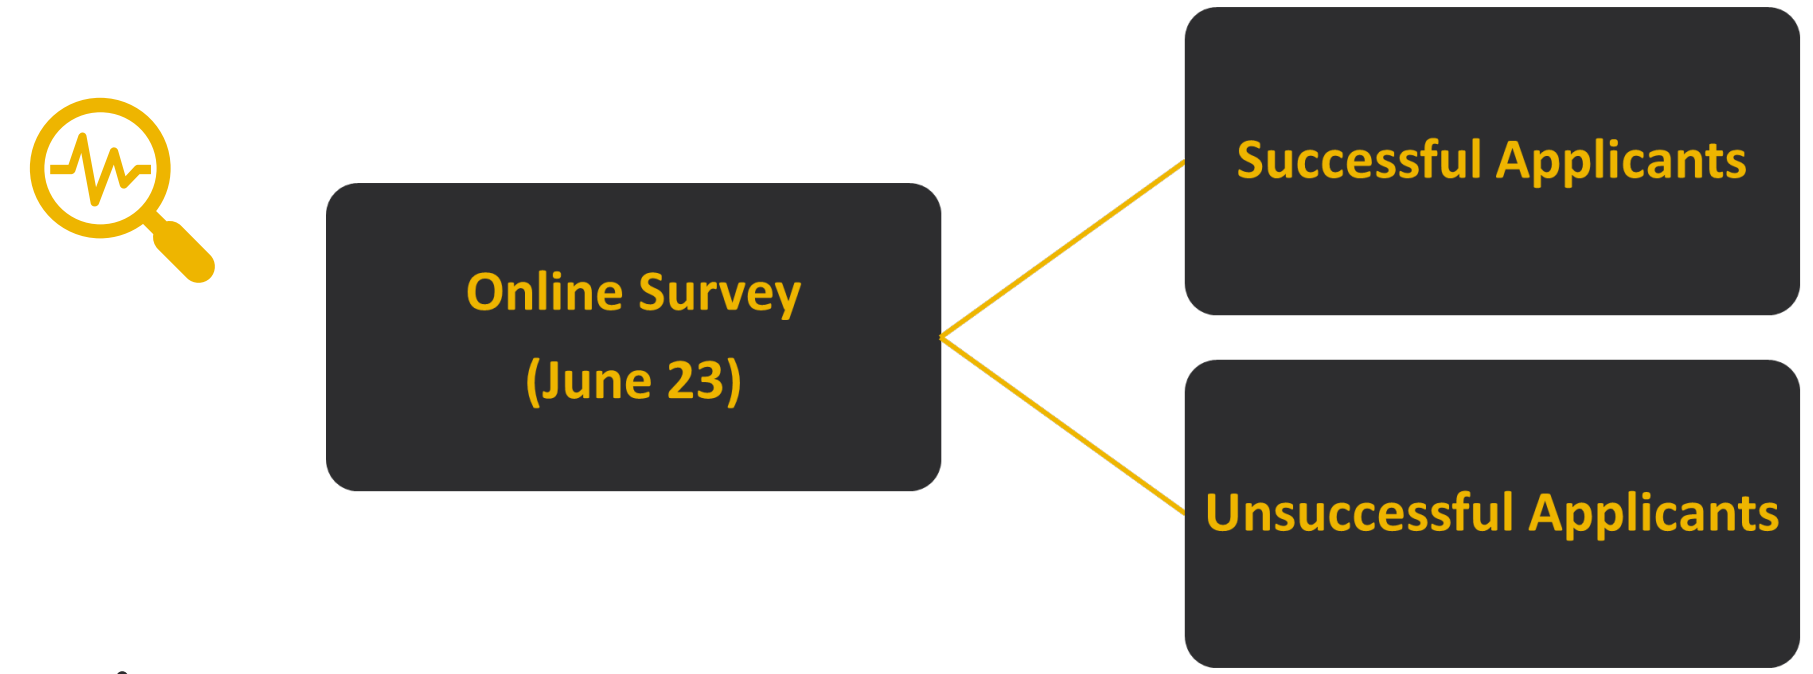 Successful Applicants
Online Survey
(June 23)
Unsuccessful Applicants